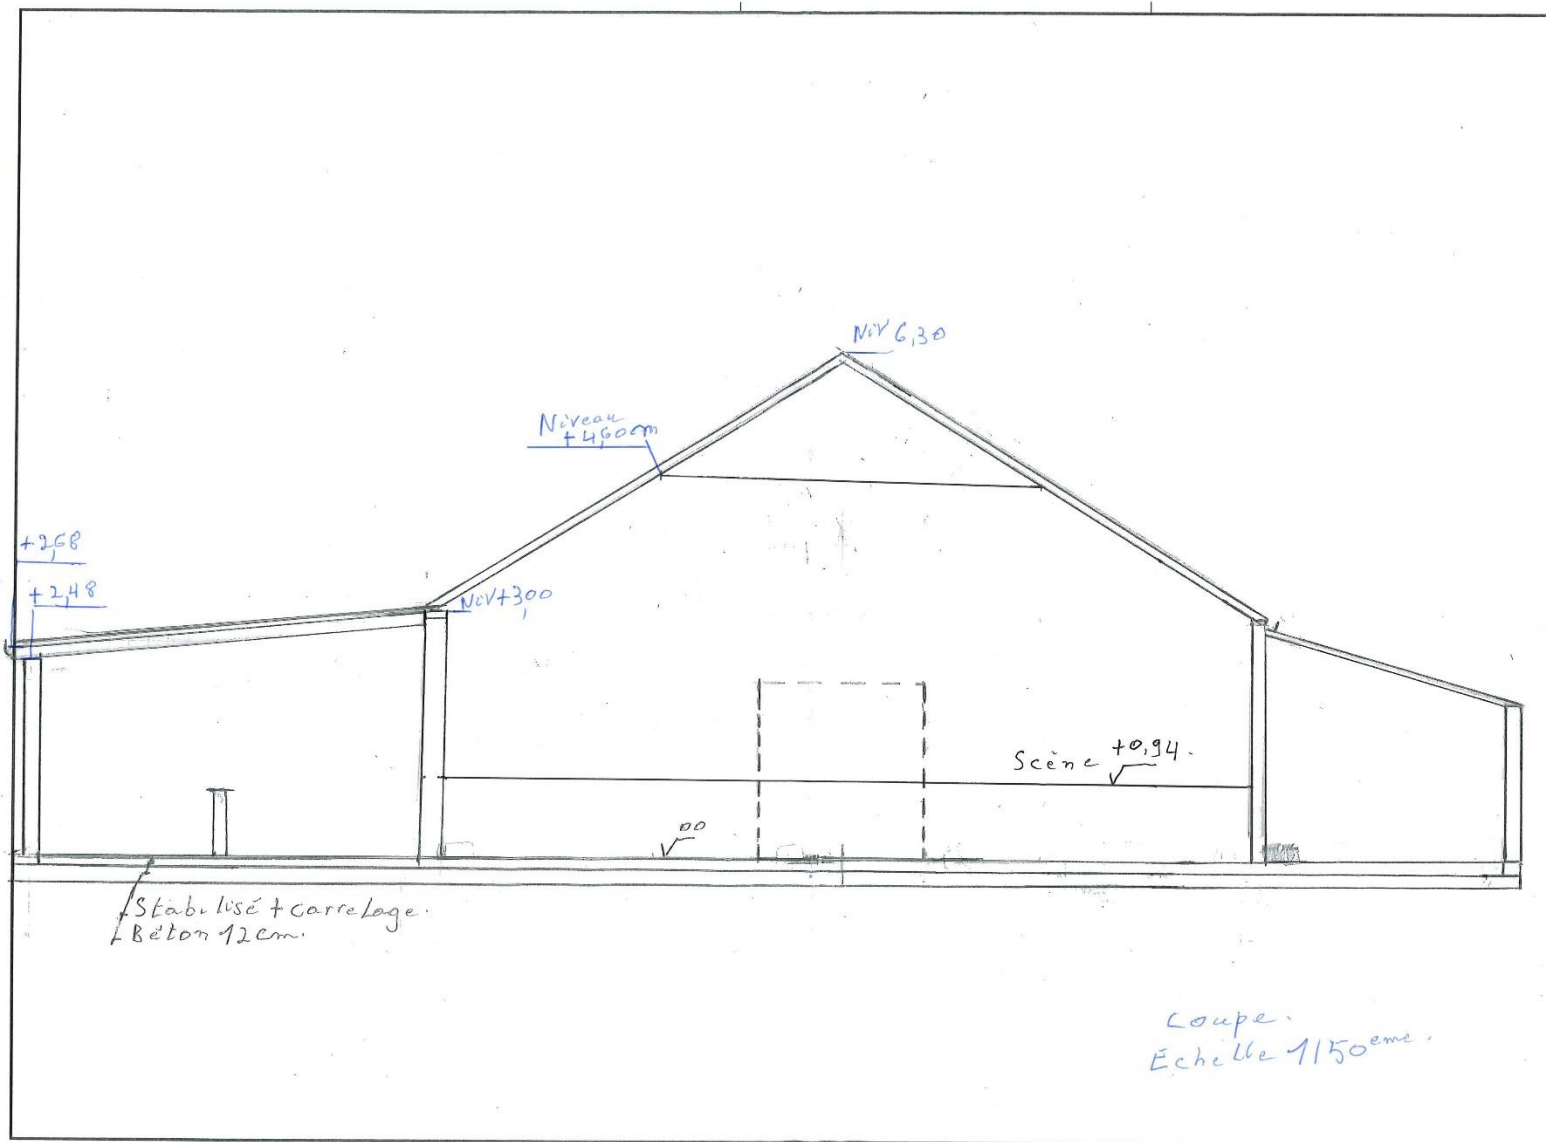 Niv 6,30
Niveau
+4,60cm
+2,68
+2,48
Niv+3,00
Scène +0,94.
00
Stabilisé + carrelage.
Béton 12cm.
Coupe.
Échelle 1/50eme.